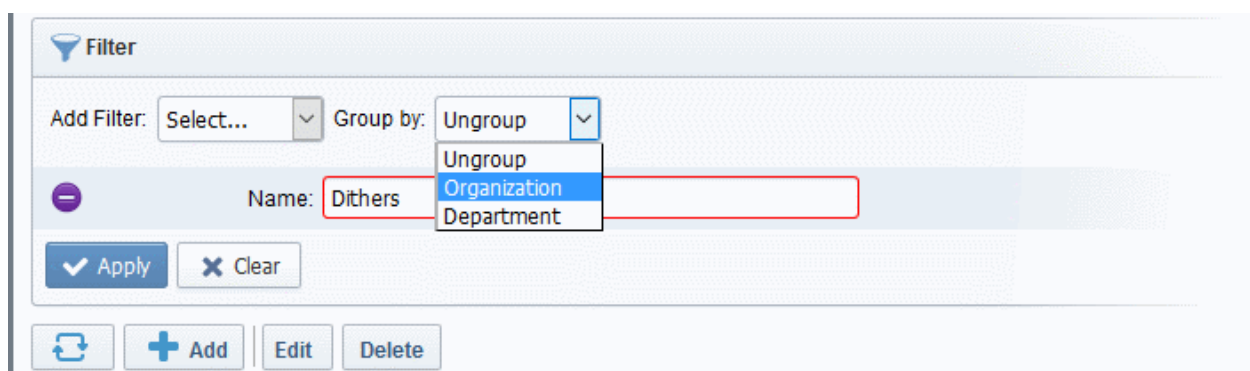 Filter
Add Filter: Select... Group by: Ungroup
Ungroup
Name: Dithers Organization
Department
Apply Clear
Add Edit Delete